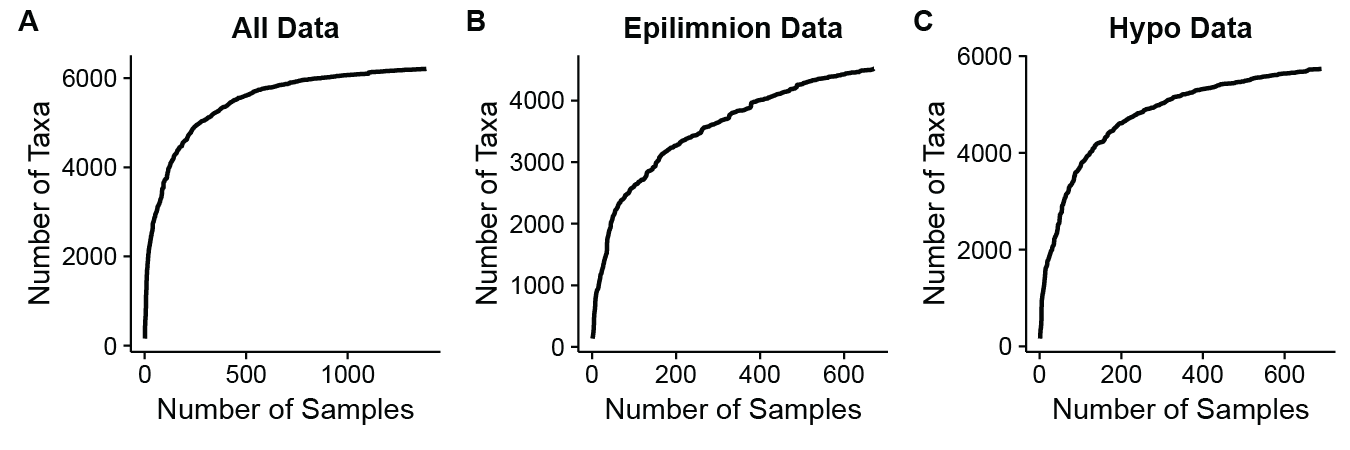 A
All Data
Number of Taxa
6000
4000
2000
0
0 500 1000
Number of Samples
B
Epilimnion Data
Number of Taxa
4000
3000
2000
1000
0
0 200 400 600
Number of Samples
C
Hypo Data
Number of Taxa
6000
4000
2000
0
0 200 400 600
Number of Samples